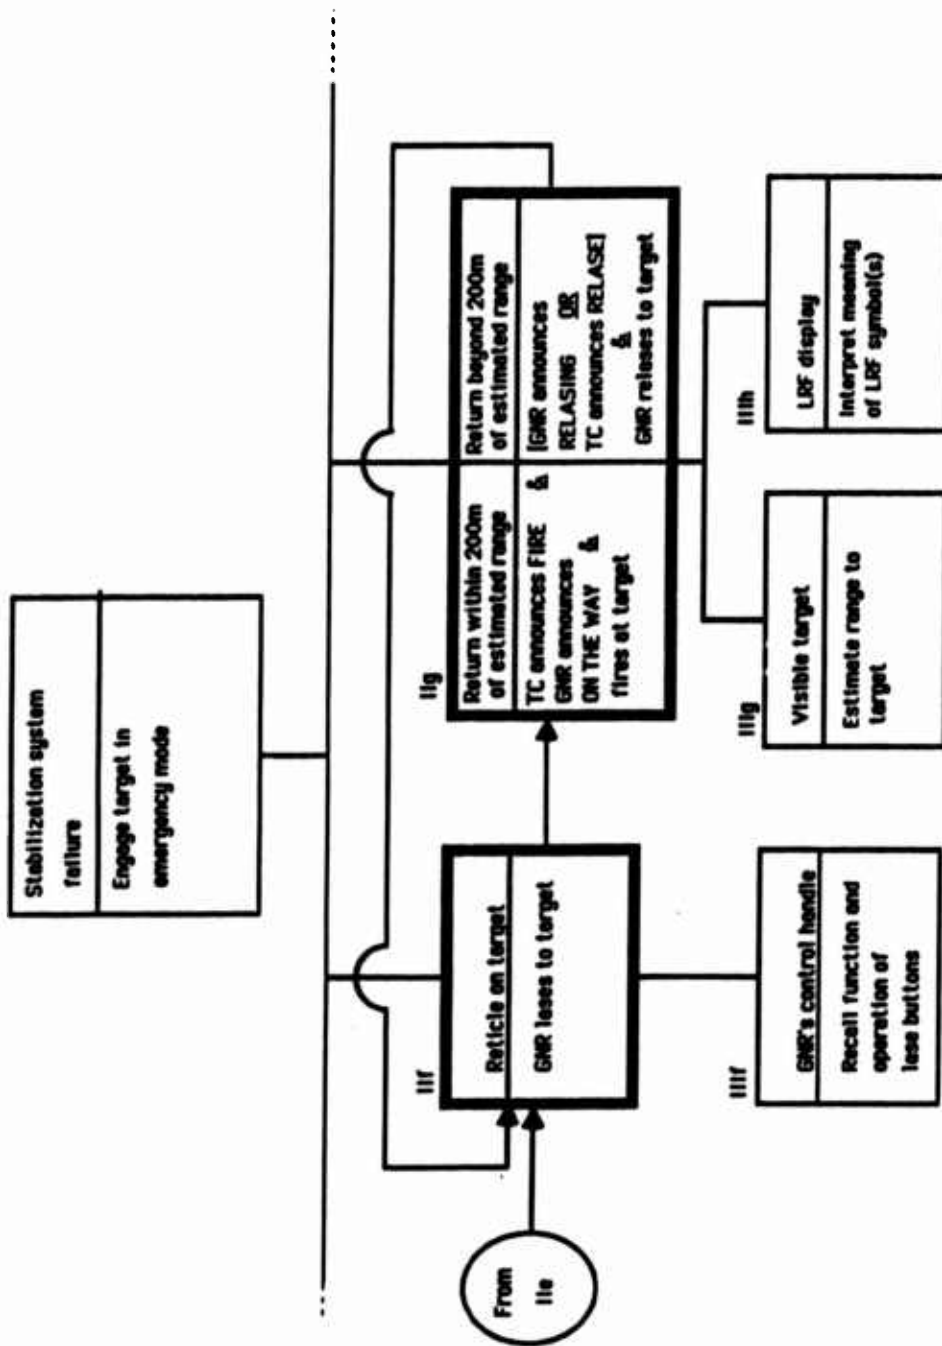 Stabilization system
failure
Engage target in
emergency mode
IIf
Reticle on target
GNR lases to target
IIg
Return within 200m
of estimated range
TC announces FIRE &
GNR announces
ON THE WAY &
fires at target
Return beyond 200m
of estimated range
[GNR announces
RELASING OR
TC announces RELASE]
&
GNR relases to target
From
IIe
IIIf
GNR's control handle
Recall function and
operation of
lase buttons
IIIg
Visible target
Estimate range to
target
IIIh
LRF display
Interpret meaning
of LRF symbol(s)